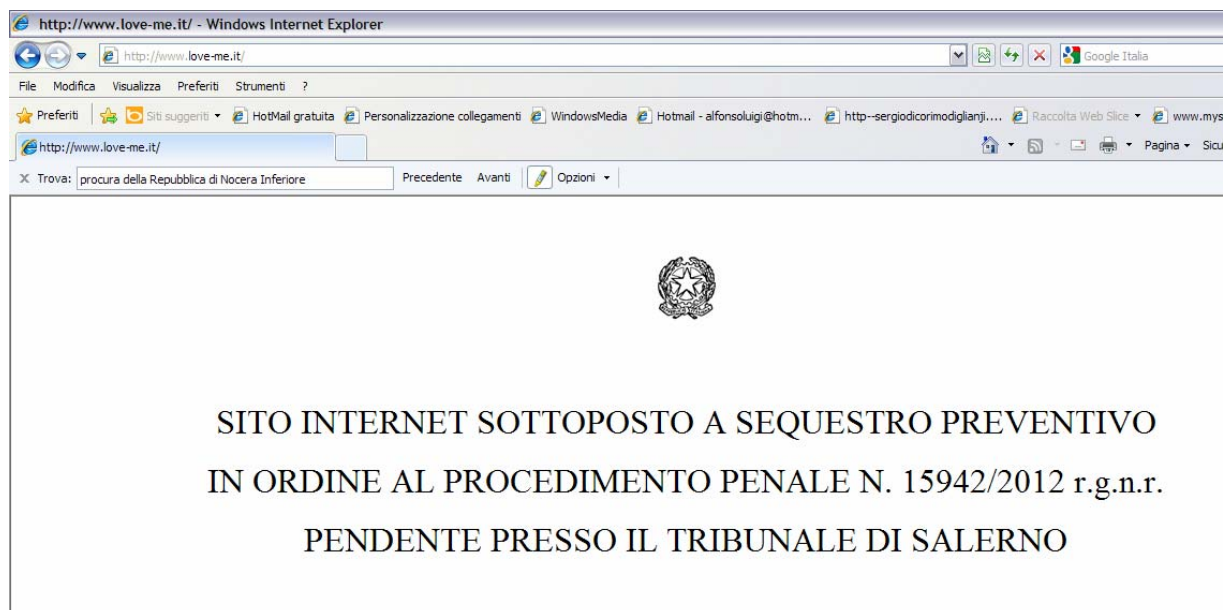 http://www.love-me.it/ - Windows Internet Explorer
http://www.love-me.it/ Google Italia
File Modifica Visualizza Preferiti Strumenti ?
Preferiti Siti suggeriti HotMail gratuita Personalizzazione collegamenti WindowsMedia Hotmail - alfonsoluigi@hotm... http--sergiodicorimodiglianji.... Raccolta Web Slice www.mys
http://www.love-me.it/ Pagina Sicu
X Trova: procura della Repubblica di Nocera Inferiore Precedente Avanti Opzioni
SITO INTERNET SOTTOPOSTO A SEQUESTRO PREVENTIVO
IN ORDINE AL PROCEDIMENTO PENALE N. 15942/2012 r.g.n.r.
PENDENTE PRESSO IL TRIBUNALE DI SALERNO